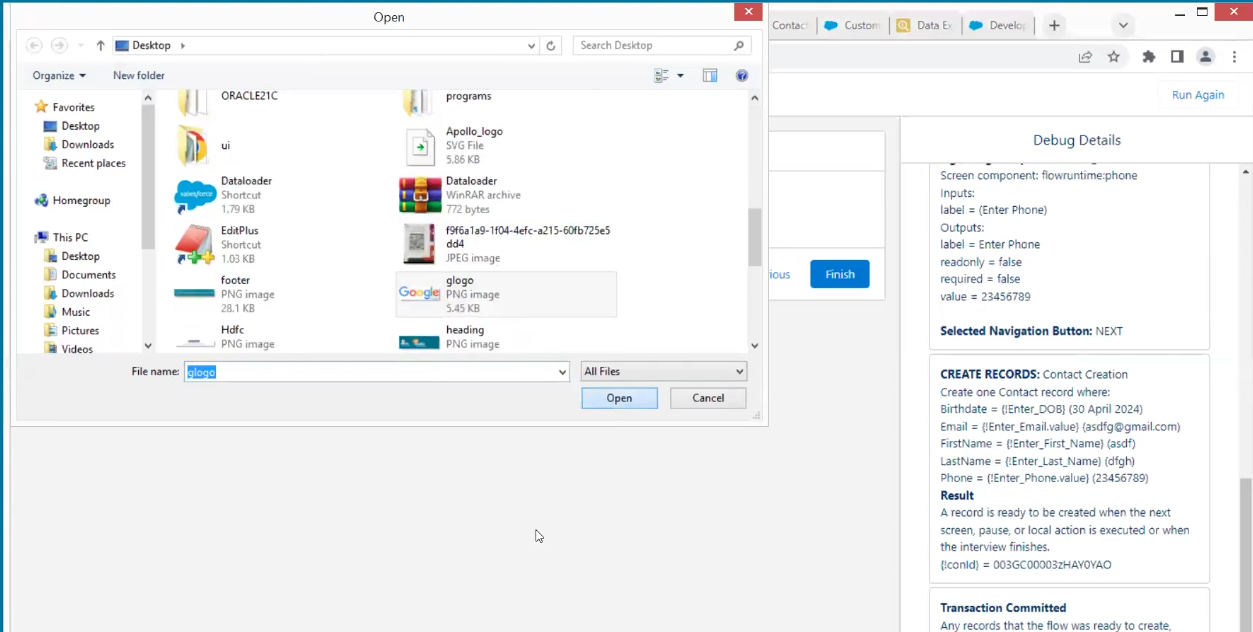 Open
Desktop
Search Desktop
Organize
New folder
Favorites
Desktop
Downloads
Recent places
Homegroup
This PC
Desktop
Documents
Downloads
Music
Pictures
Videos
ORACLE21C
programs
ui
Apollo_logo
SVG File
5.86 KB
salesforce
Dataloader
Shortcut
1.79 KB
Dataloader
WinRAR archive
772 bytes
EditPlus
Shortcut
1.03 KB
f9f6a1a9-1f04-4efc-a215-60fb725e5
dd4
JPEG image
footer
PNG image
28.1 KB
Google
glogo
PNG image
5.45 KB
Hdfc
PNG image
heading
PNG image
File name: glogo
All Files
Open
Cancel
Contact
Custom
Data Ex
Develop
Run Again
ious
Finish
Debug Details
Screen component: flowruntime:phone
Inputs:
label = (Enter Phone)
Outputs:
label = Enter Phone
readonly = false
required = false
value = 23456789
Selected Navigation Button: NEXT
CREATE RECORDS: Contact Creation
Create one Contact record where:
Birthdate = {!Enter_DOB} (30 April 2024)
Email = {!Enter_Email.value} (asdfg@gmail.com)
FirstName = {!Enter_First_Name} (asdf)
LastName = {!Enter_Last_Name} (dfgh)
Phone = {!Enter_Phone.value} (23456789)
Result
A record is ready to be created when the next
screen, pause, or local action is executed or when
the interview finishes.
{!conId} = 003GC00003zHAY0YAO
Transaction Committed
Any records that the flow was ready to create,